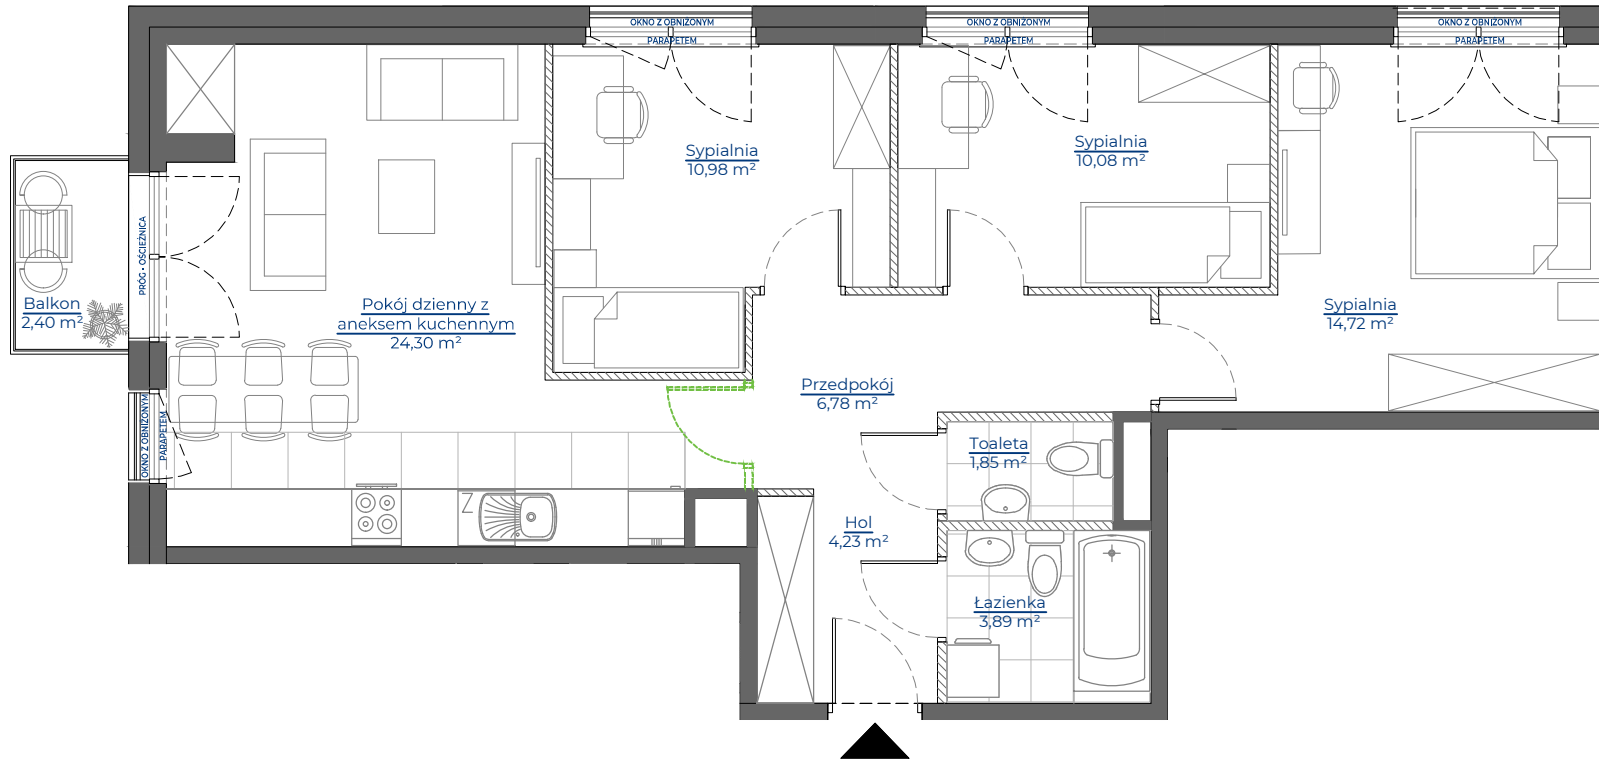 OKNO Z OBNIŻONYM
PARAPETEM
OKNO Z OBNIŻONYM
PARAPETEM
OKNO Z OBNIŻONYM
PARAPETEM
Sypialnia
10,98 m²
Sypialnia
10,08 m²
Sypialnia
14,72 m²
PRÓG - OŚCIEŻNICA
Balkon
2,40 m²
Pokój dzienny z
aneksem kuchennym
24,30 m²
Przedpokój
6,78 m²
OKNO Z OBNIŻONYM
PARAPETEM
Toaleta
1,85 m²
Z
Hol
4,23 m²
Łazienka
3,89 m²